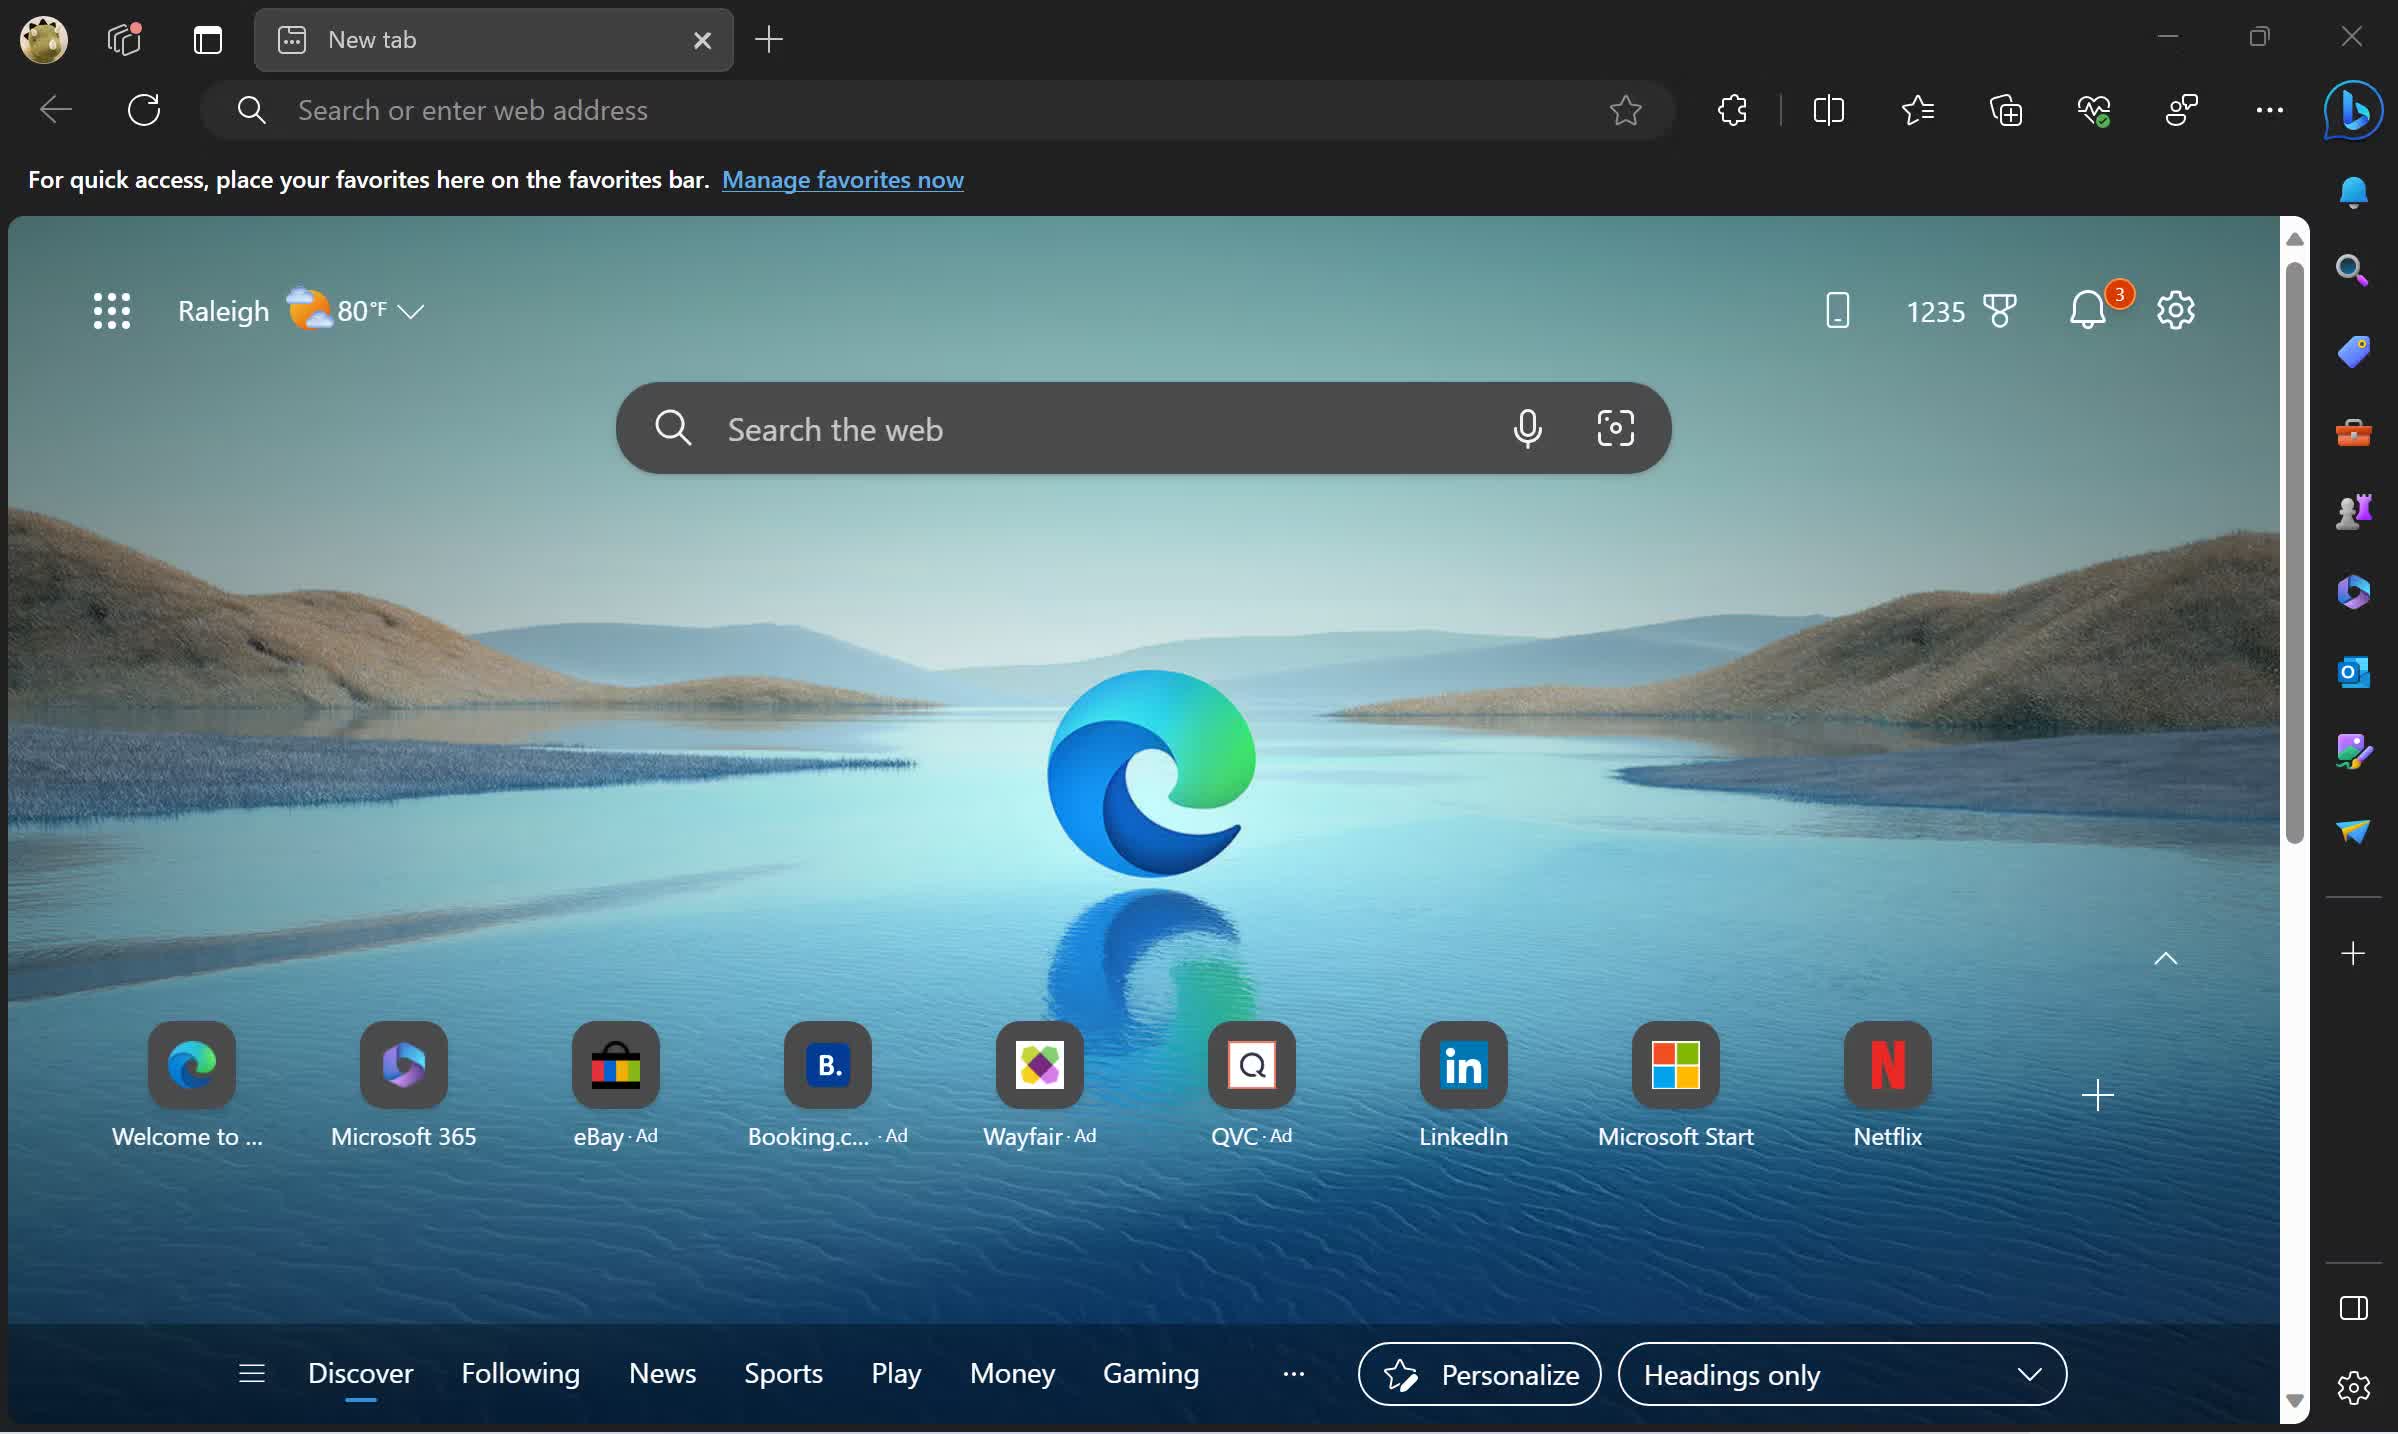 New tab
Search or enter web address
For quick access, place your favorites here on the favorites bar. Manage favorites now
Raleigh 80°F
1235
3
Search the web
Welcome to ...
Microsoft 365
eBay · Ad
B.
Booking.c... · Ad
Wayfair · Ad
Q
QVC · Ad
in
LinkedIn
Microsoft Start
N
Netflix
Discover Following News Sports Play Money Gaming ... Personalize Headings only